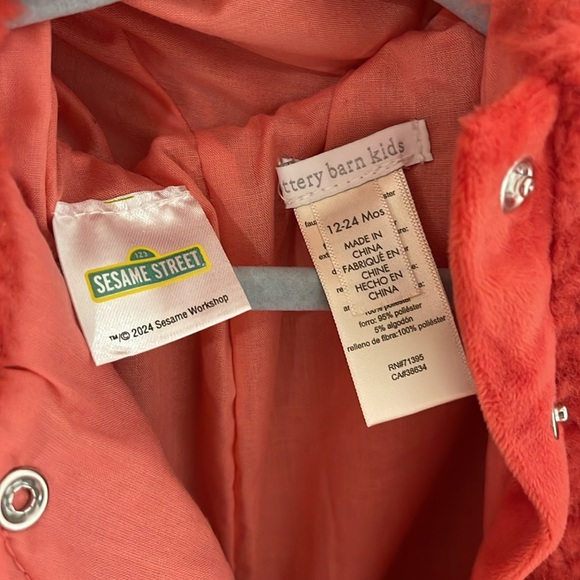 123
SESAME STREET
™/© 2024 Sesame Workshop
ttery barn kids
12-24 Mos
MADE IN
CHINA
FABRIQUÉ EN
CHINE
HECHO EN
CHINA
forro: 95% poliéster
5% algodón
relleno de fibra:100% poliéster
RN#71395
CA#38634